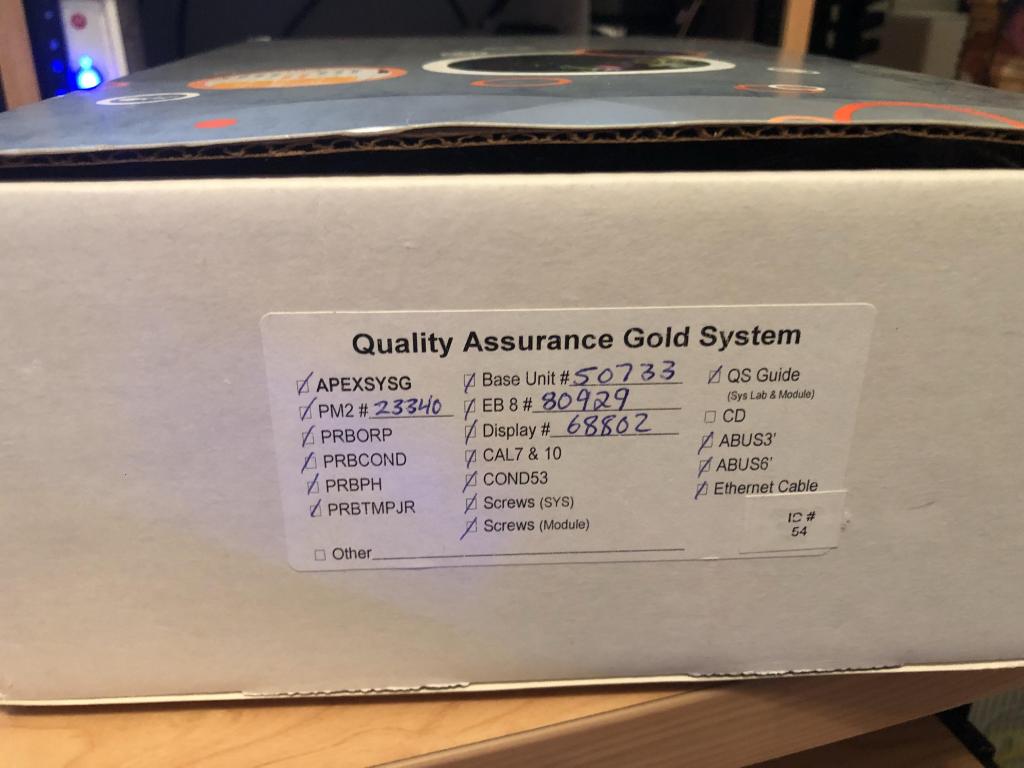 Quality Assurance Gold System
☑ APEXSYSG
☑ PM2 # 23340
☑ PRBORP
☑ PRBCOND
☑ PRBPH
☑ PRBTMPJR
☐ Other
☑ Base Unit # 50733
☑ EB 8 # 80929
☑ Display # 68802
☑ CAL7 & 10
☑ COND53
☑ Screws (SYS)
☑ Screws (Module)
☑ QS Guide
(Sys Lab & Module)
☐ CD
☑ ABUS3'
☑ ABUS6'
☑ Ethernet Cable
IC #
54